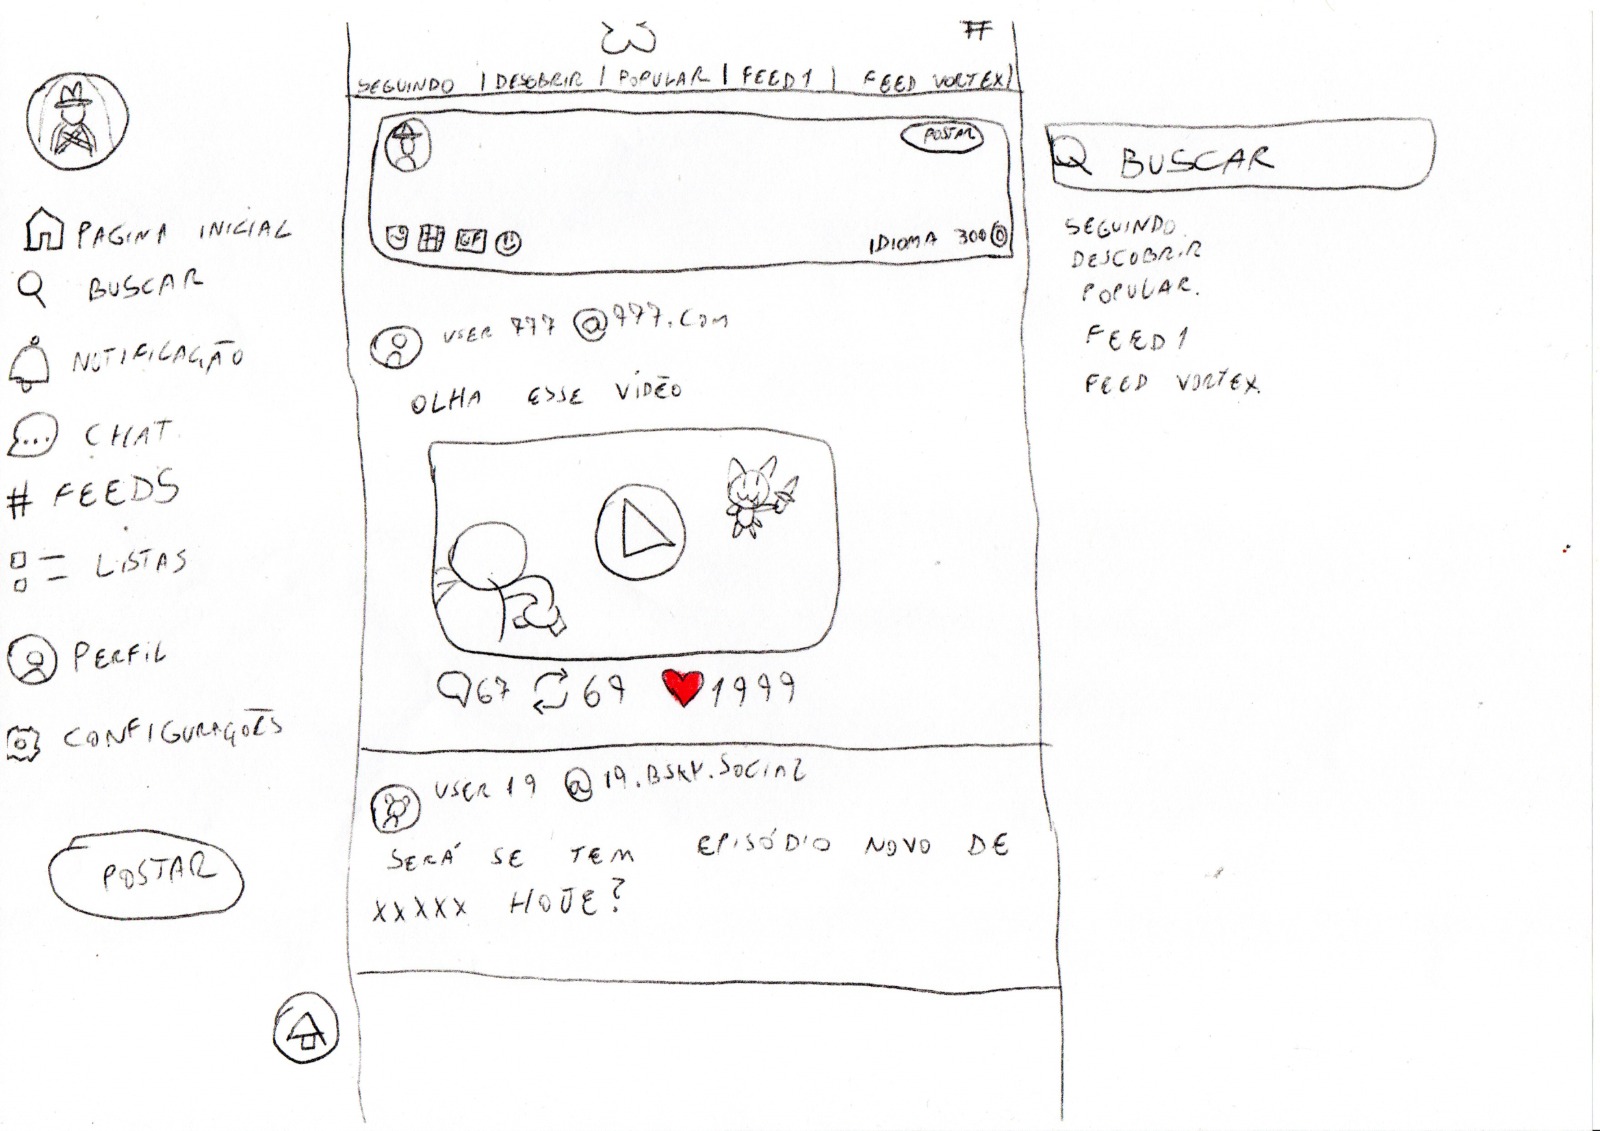 #
SEGUINDO | DESCOBRIR | POPULAR | FEED 1 | FEED VORTEX |
POSTAR
GIF
IDIOMA 300
BUSCAR
SEGUINDO.
DESCOBRIR
POPULAR.
FEED 1
FEED VORTEX.
PAGINA INICIAL
BUSCAR
NOTIFICAÇÃO
CHAT.
# FEEDS
LISTAS
PERFIL
CONFIGURAÇÕES
POSTAR
USER 777 @777.COM
OLHA ESSE VÍDEO
67 69 1999
USER 19 @19.BSKY.SOCIAL
SERÁ SE TEM EPISÓDIO NOVO DE
XXXXX HOJE?